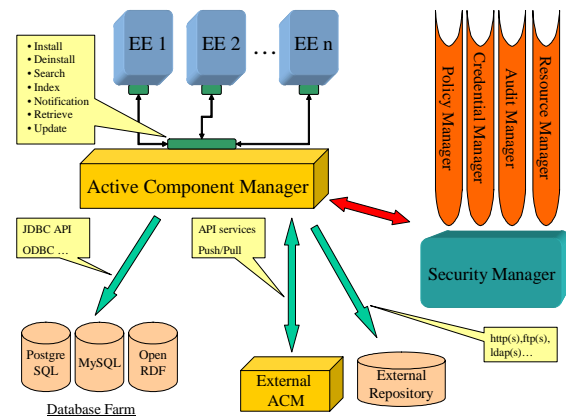 EE 1
EE 2
…
EE n
• Install
• Deinstall
• Search
• Index
• Notification
• Retrieve
• Update
Policy Manager
Credential Manager
Audit Manager
Resource Manager
Active Component Manager
JDBC API
ODBC …
API services
Push/Pull
Security Manager
http(s),ftp(s),
ldap(s)…
Postgre
SQL
MySQL
Open
RDF
Database Farm
External
ACM
External
Repository